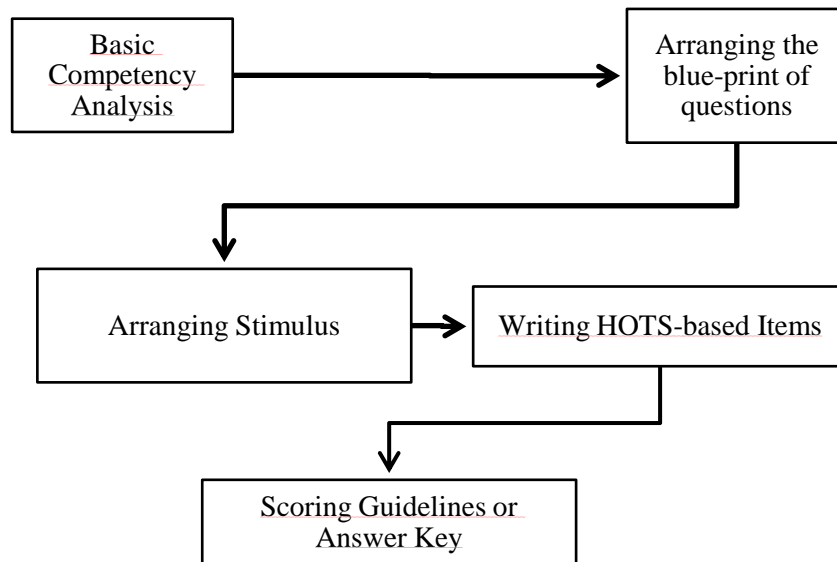 Basic
Competency
Analysis
Arranging the
blue-print of
questions
Arranging Stimulus
Writing HOTS-based Items
Scoring Guidelines or
Answer Key